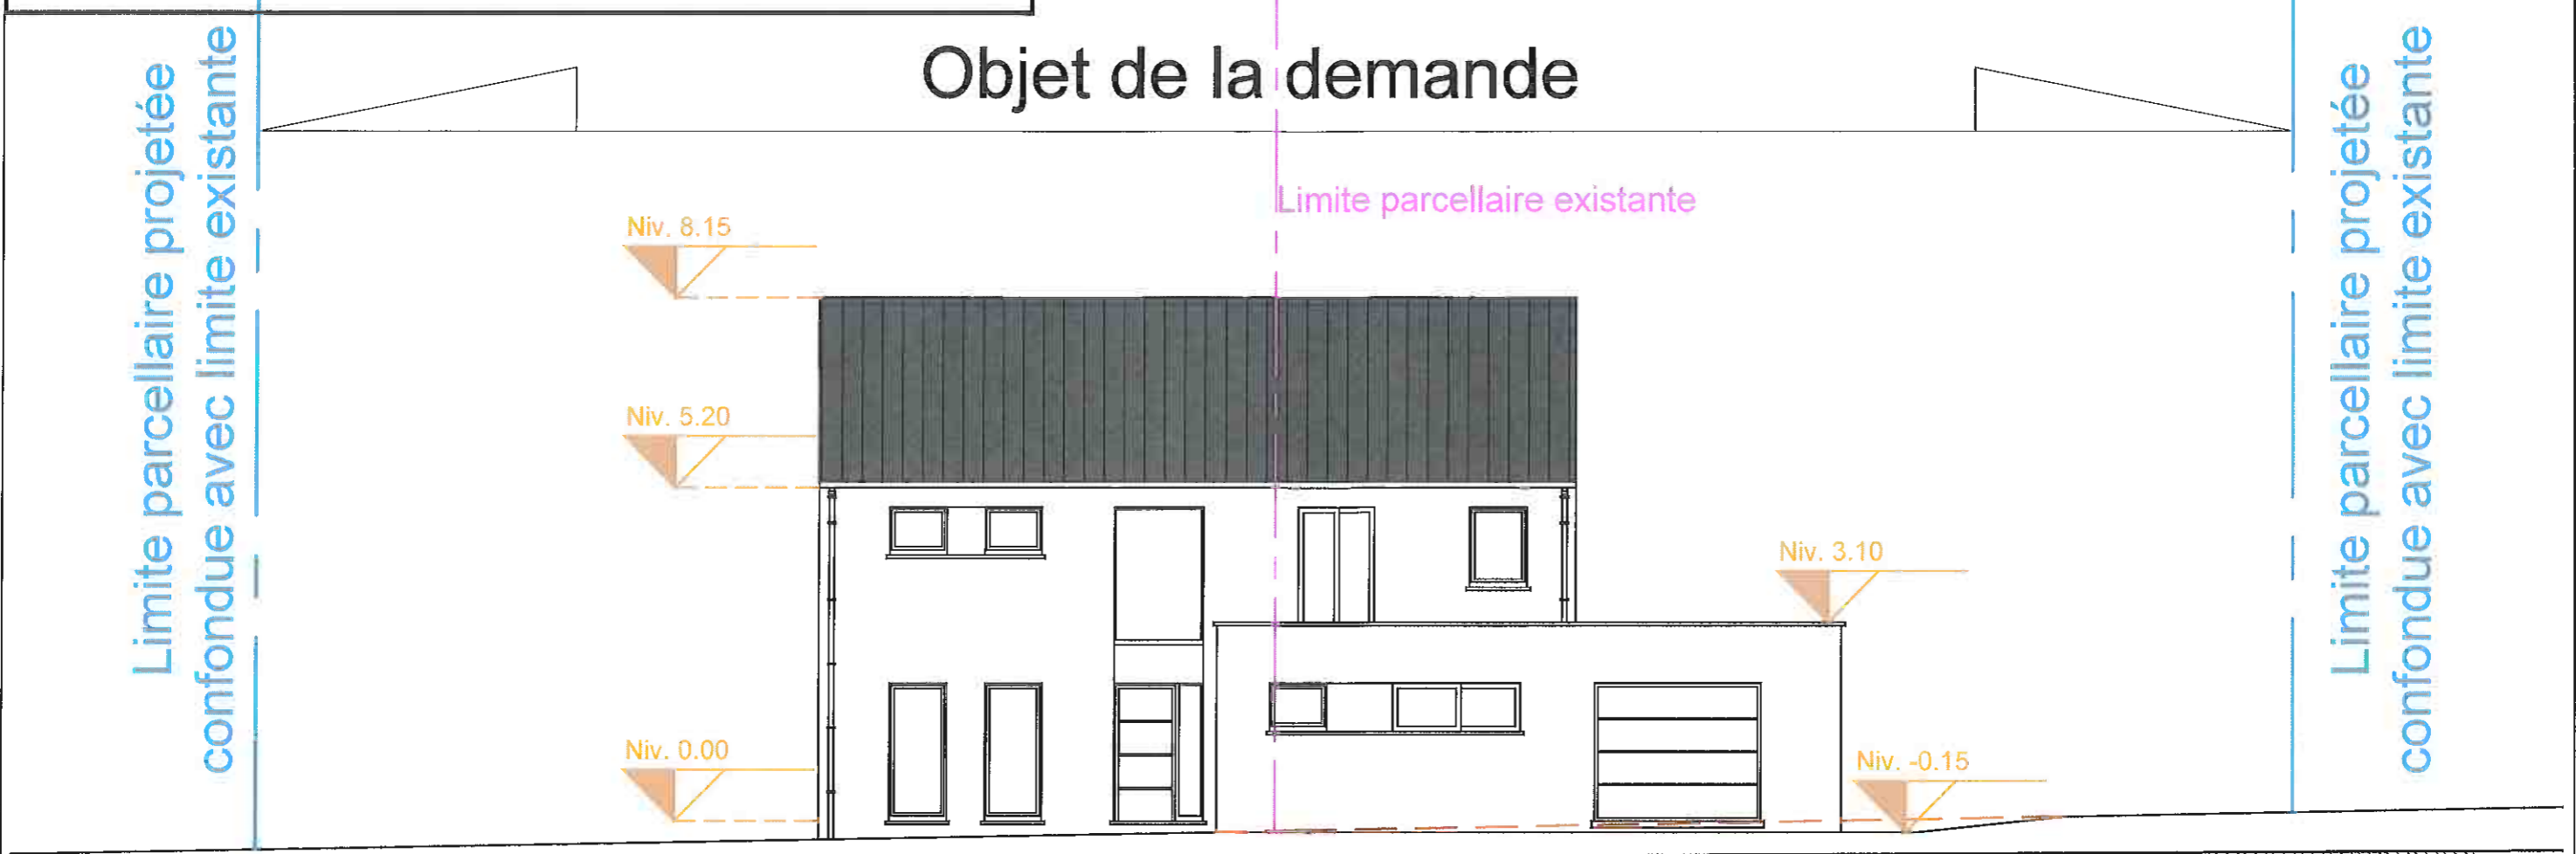 Objet de la demande
Limite parcellaire projetée
confondue avec limite existante
Limite parcellaire existante
Niv. 8.15
Niv. 5.20
Niv. 3.10
Niv. 0.00
Niv. -0.15
Limite parcellaire projetée
confondue avec limite existante